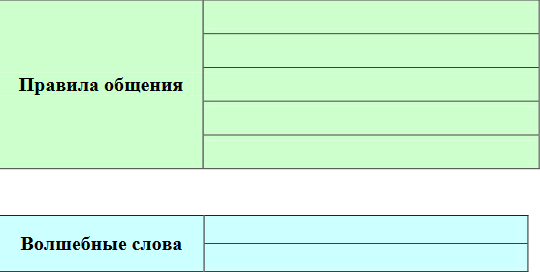 Правила общения
Волшебные слова